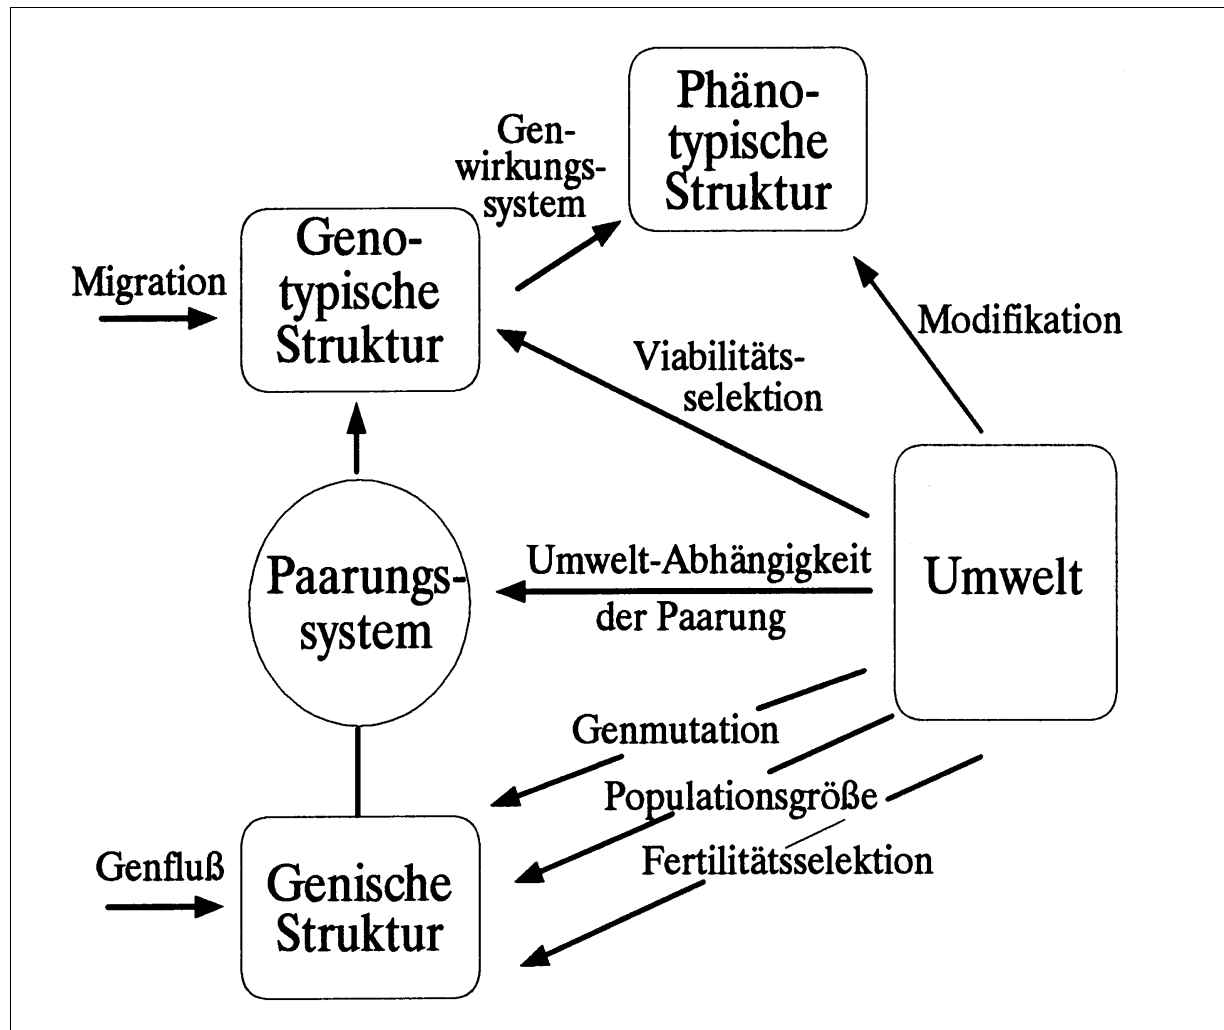 Phäno-
typische
Struktur
Gen-
wirkungs-
system
Geno-
typische
Struktur
Migration
Modifikation
Viabilitäts-
selektion
Umwelt
Umwelt-Abhängigkeit
der Paarung
Paarungs-
system
Genmutation
Populationsgröße
Fertilitätsselektion
Genfluß
Genische
Struktur